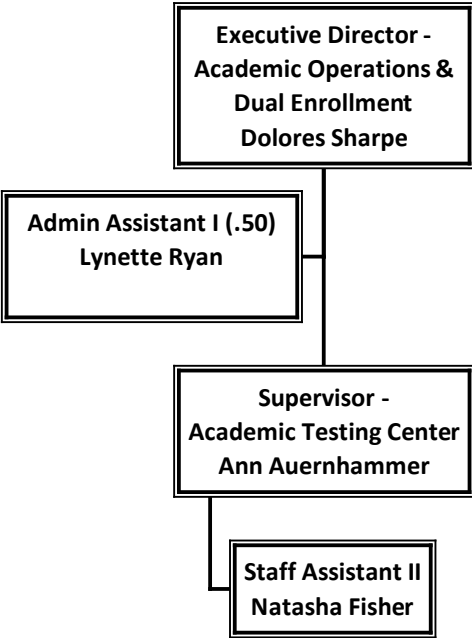 Executive Director -
Academic Operations &
Dual Enrollment
Dolores Sharpe
Admin Assistant I (.50)
Lynette Ryan
Supervisor -
Academic Testing Center
Ann Auernhammer
Staff Assistant II
Natasha Fisher